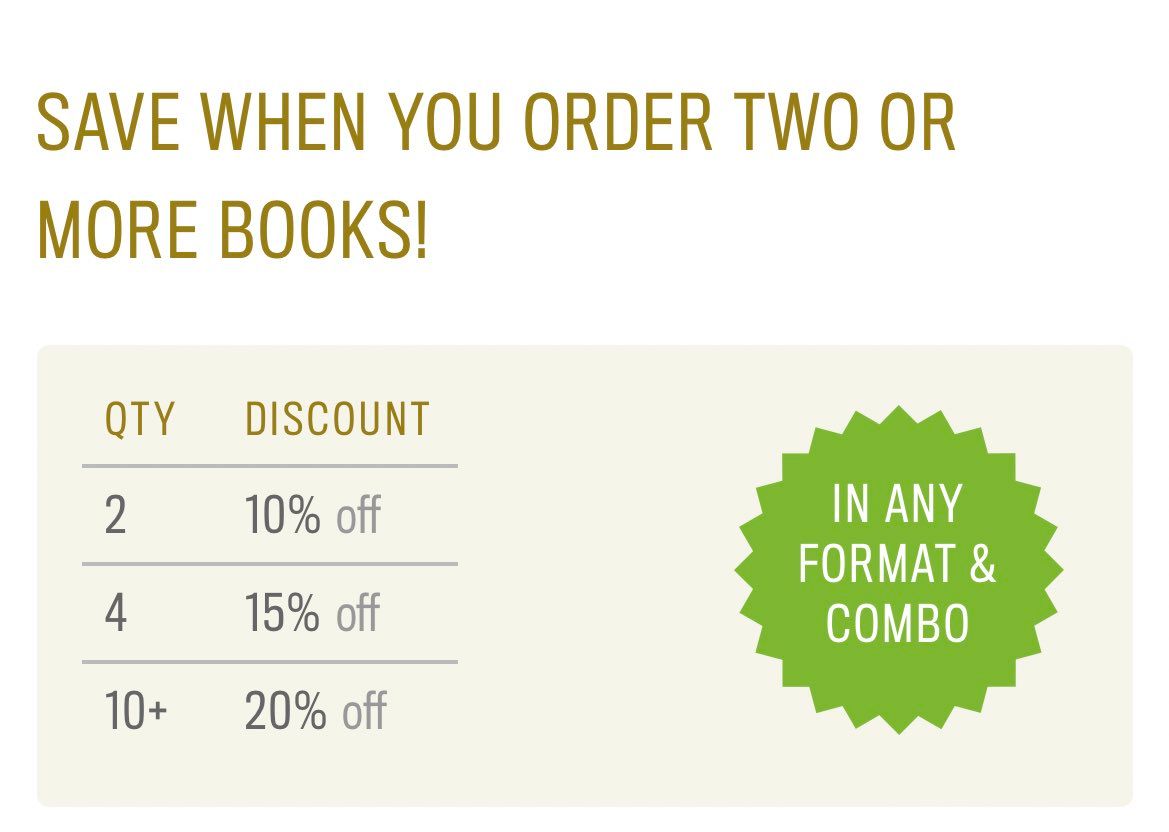 SAVE WHEN YOU ORDER TWO OR
MORE BOOKS!
QTY DISCOUNT
2 10% off
4 15% off
10+ 20% off
IN ANY
FORMAT &
COMBO